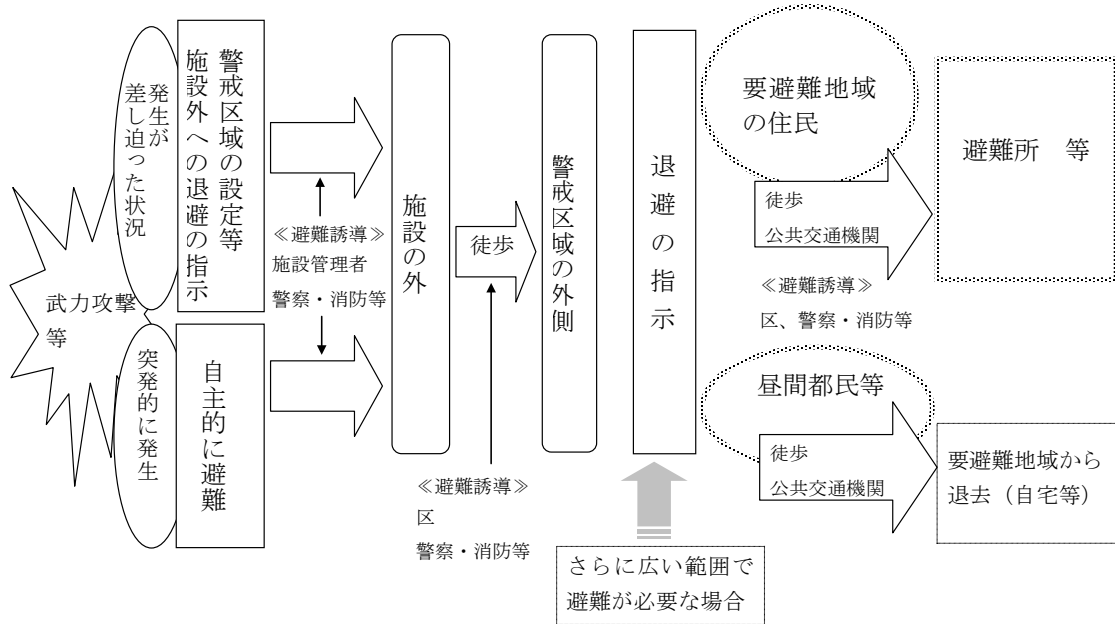 武力攻撃
等
発生が
差し迫った状況
突発的に発生
警戒区域の設定等
施設外への退避の指示
自主的に避難
≪避難誘導≫
施設管理者
警察・消防等
施設の外
徒歩
≪避難誘導≫
区
警察・消防等
警戒区域の外側
退避の指示
さらに広い範囲で
避難が必要な場合
要避難地域
の住民
徒歩
公共交通機関
≪避難誘導≫
区、警察・消防等
避難所 等
昼間都民等
徒歩
公共交通機関
要避難地域から
退去（自宅等）